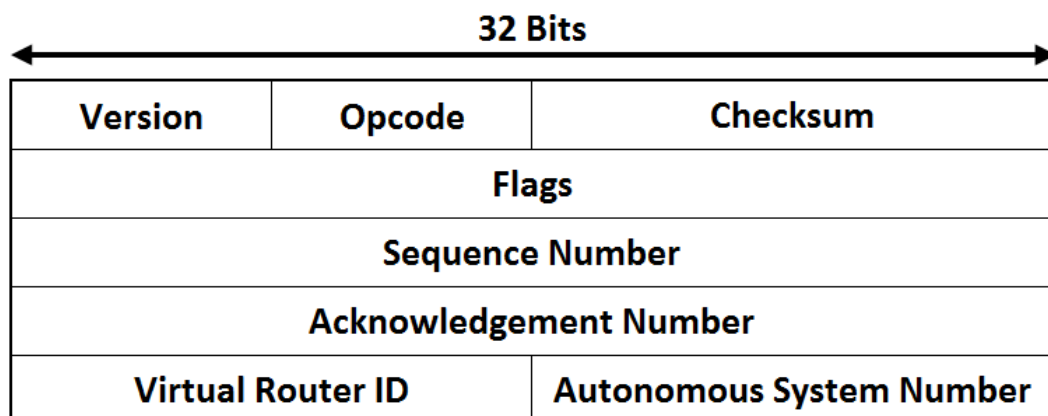 32 Bits
Version Opcode Checksum
Flags
Sequence Number
Acknowledgement Number
Virtual Router ID Autonomous System Number